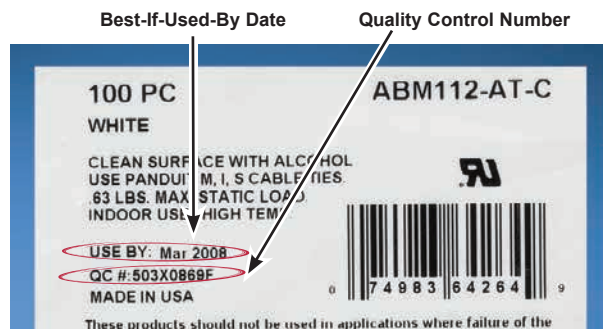 Best-If-Used-By Date
Quality Control Number
100 PC
ABM112-AT-C
WHITE
CLEAN SURFACE WITH ALCOHOL
USE PANDUIT M, I, S CABLE TIES.
.63 LBS. MAX STATIC LOAD
INDOOR USE HIGH TEMP
USE BY: Mar 2008
QC #:503X0869F
MADE IN USA
0 74983 64264 9
These products should not be used in applications where failure of the